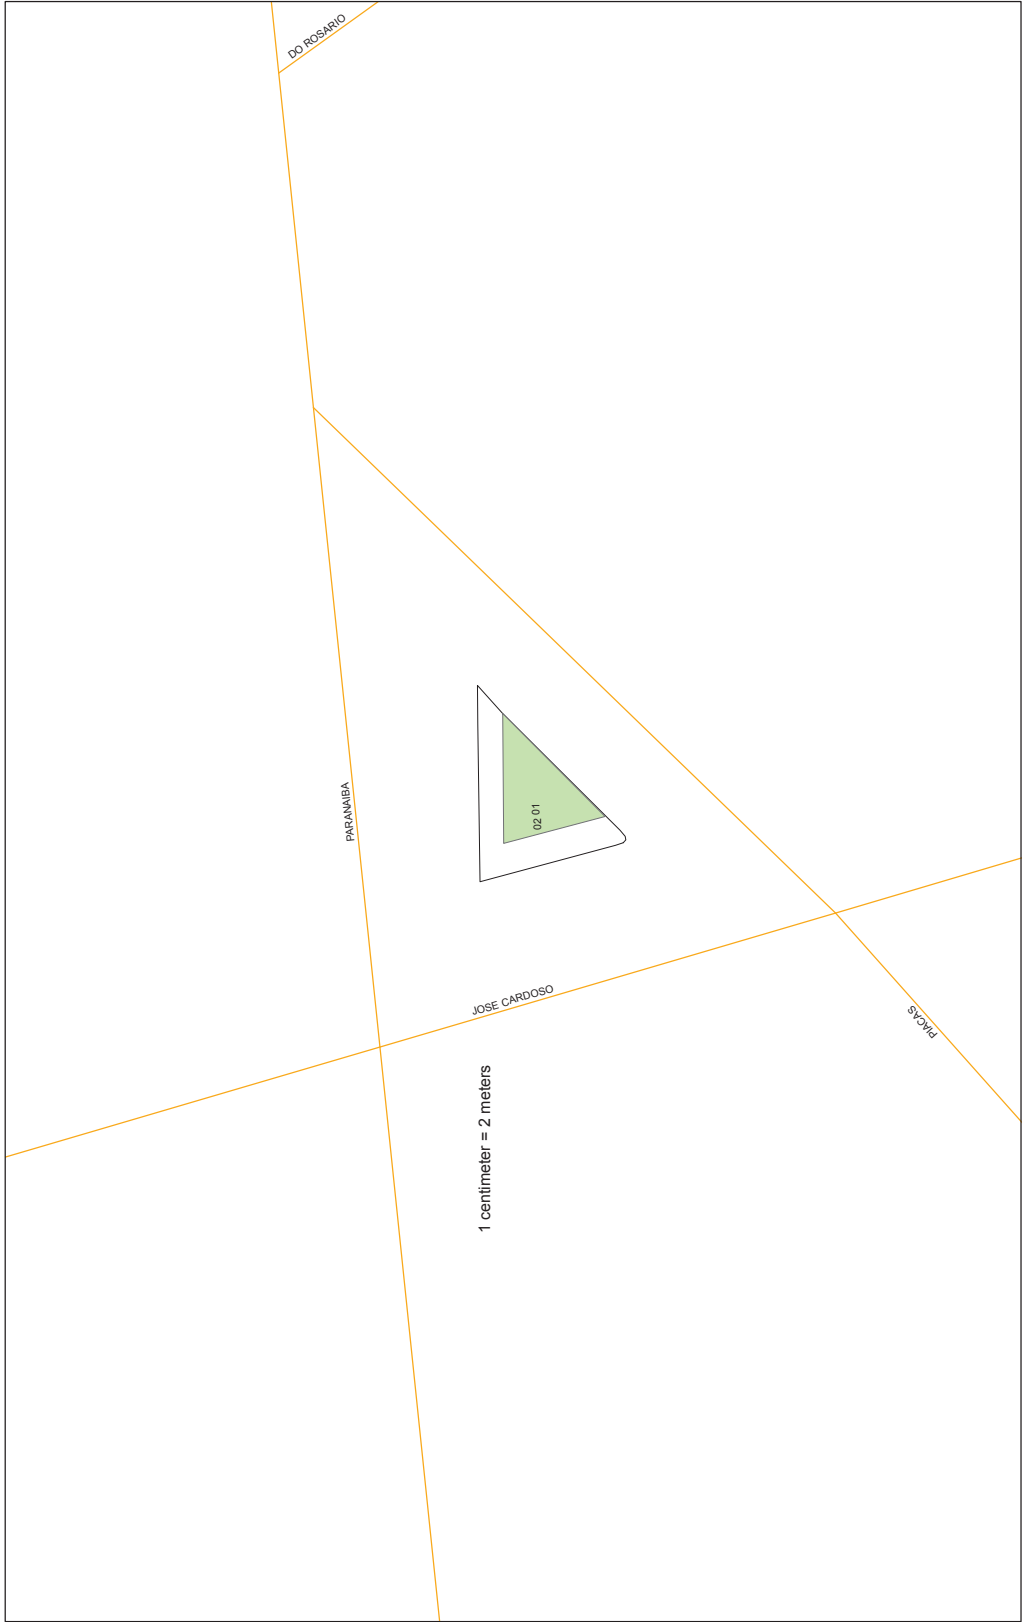 DO ROSARIO
PARANAIBA
02 01
JOSE CARDOSO
PIACAS
1 centimeter = 2 meters